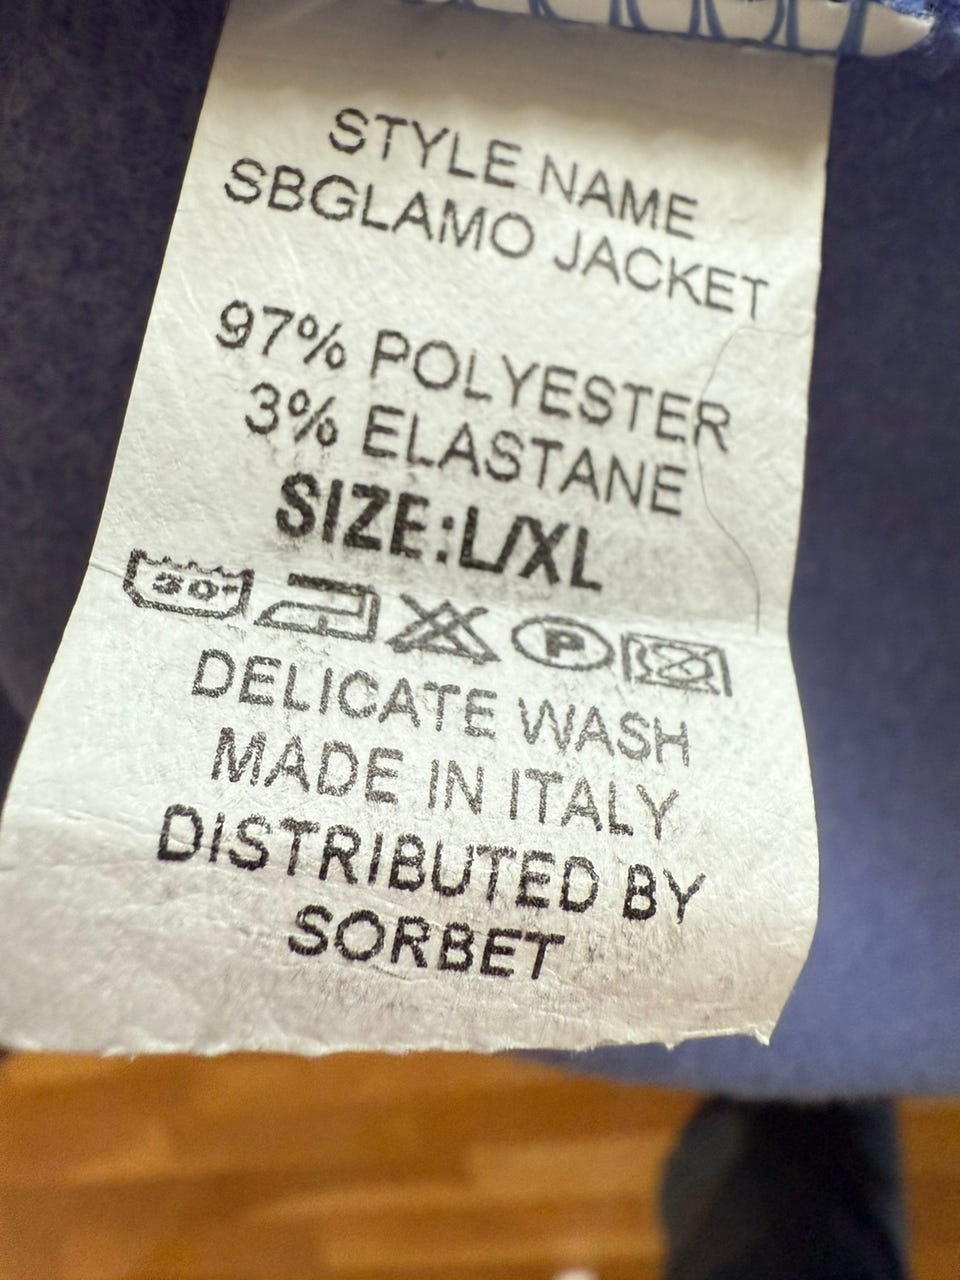 STYLE NAME
SBGLAMO JACKET
97% POLYESTER
3% ELASTANE
SIZE:L/XL
30° P
DELICATE WASH
MADE IN ITALY
DISTRIBUTED BY
SORBET